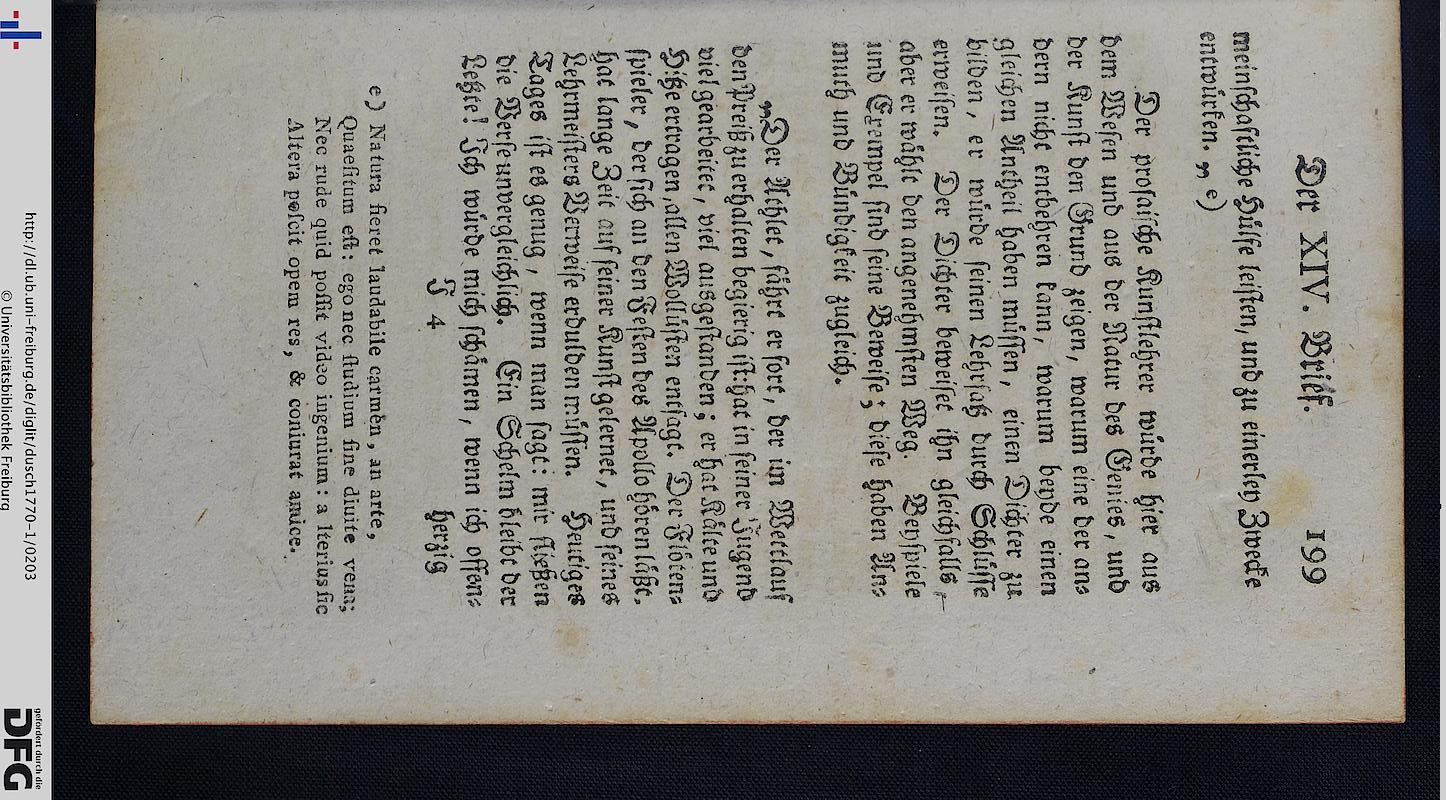 Der XIV. Brief. 199
meinschaftliche Hülfe leisten, und zu einerley Zwecke
entwürken. „ e)
Der prosaische Kunstlehrer würde hier aus
dem Wesen und aus der Natur des Genies, und
der Kunst den Grund zeigen, warum eine der an-
dern nicht entbehren kann, warum beyde einen
gleichen Antheil haben müssen, einen Dichter zu
bilden, er würde seinen Lehrsatz durch Schlüsse
erweisen. Der Dichter beweiset ihn gleichfalls,
aber er wählt den angenehmsten Weg. Beyspiele
und Exempel sind seine Beweise; diese haben An-
muth und Bündigkeit zugleich.
„Der Athlet, fährt er fort, der im Wettlauf
den Preiß zu erhalten begierig ist: hat in seiner Jugend
viel gearbeitet, viel ausgestanden; er hat Kälte und
Hitze ertragen, allen Wollüsten entsagt. Der Flöten-
spieler, der sich an den Festen des Apollo hören läßt,
hat lange Zeit auf seiner Kunst gelernet, und seines
Lehrmeisters Verweise erdulden müssen. Heutiges
Tages ist es genug, wenn man sagt: mir fließen
die Verse unvergleichlich. Ein Schelm bleibt der
Letzte! Ich würde mich schämen, wenn ich offen-
J 4 herzig
e) Natura fieret laudabile carmen, an arte,
Quaesitum est: ego nec studium sine diuite vena;
Nec rude quid possit video ingenium: alterius sic
Altera poscit opem res, & coniurat amice.
http://dl.ub.uni-freiburg.de/diglit/dusch1770-1/0203
© Universitätsbibliothek Freiburg
gefördert durch die
DFG